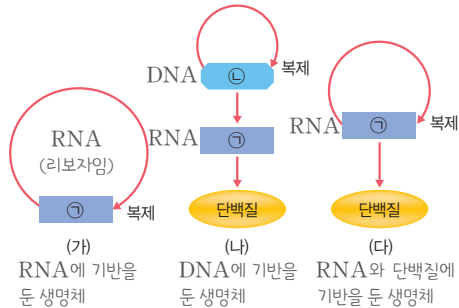 RNA
(리보자임)
㉠
복제
(가)
RNA에 기반을
둔 생명체
DNA
㉡
복제
RNA
㉠
단백질
(나)
DNA에 기반을
둔 생명체
RNA
㉠
복제
단백질
(다)
RNA와 단백질에
기반을 둔 생명체